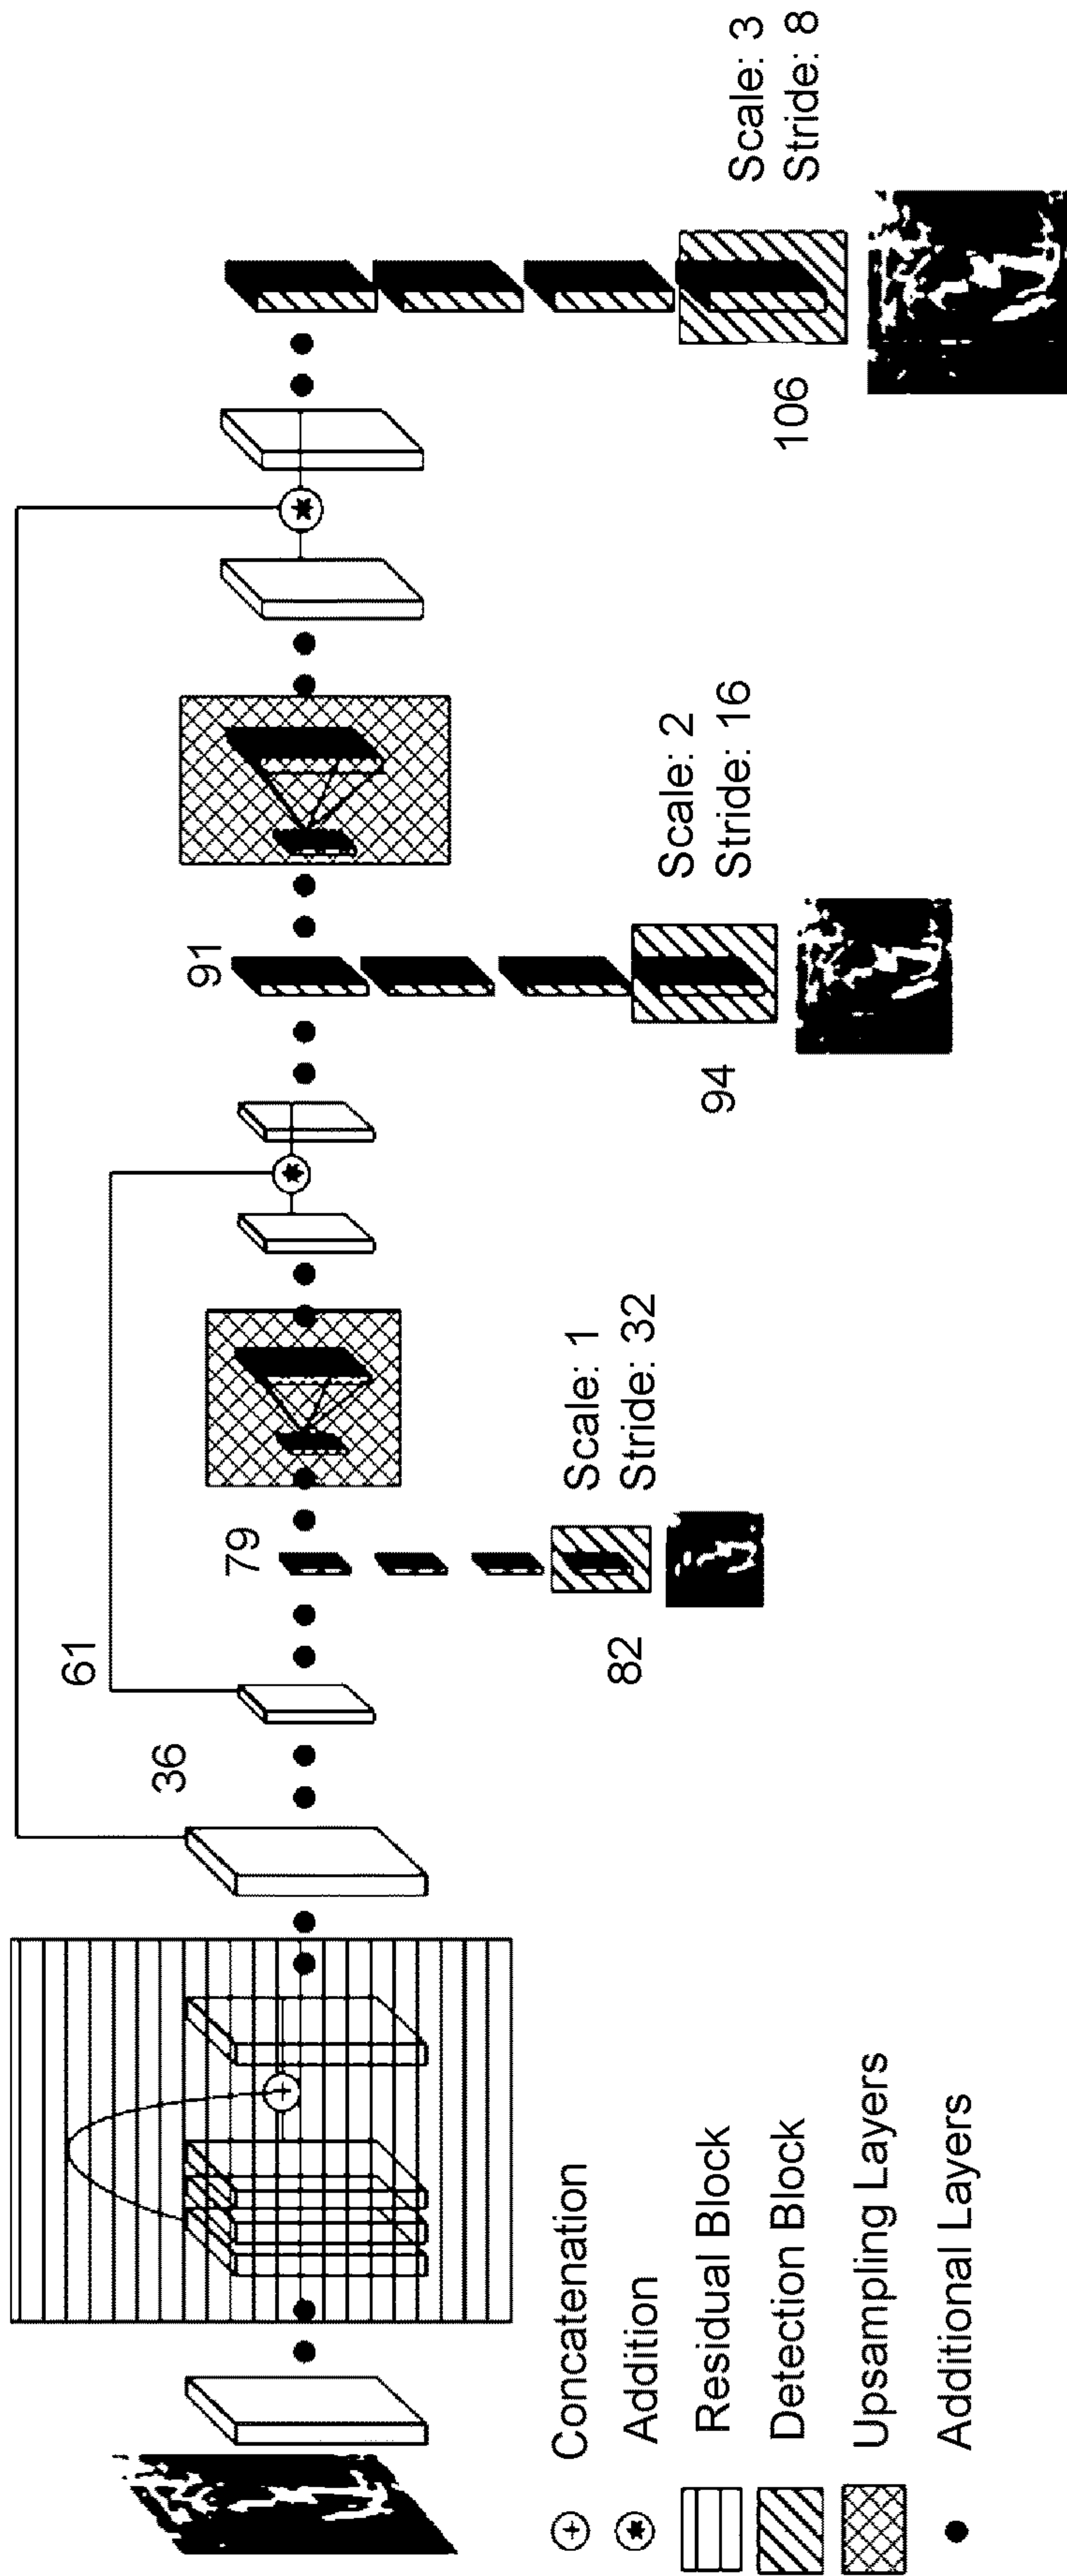 36
61
79
91
82
Scale: 1
Stride: 32
94
Scale: 2
Stride: 16
106
Scale: 3
Stride: 8
+ Concatenation
* Addition
Residual Block
Detection Block
Upsampling Layers
Additional Layers